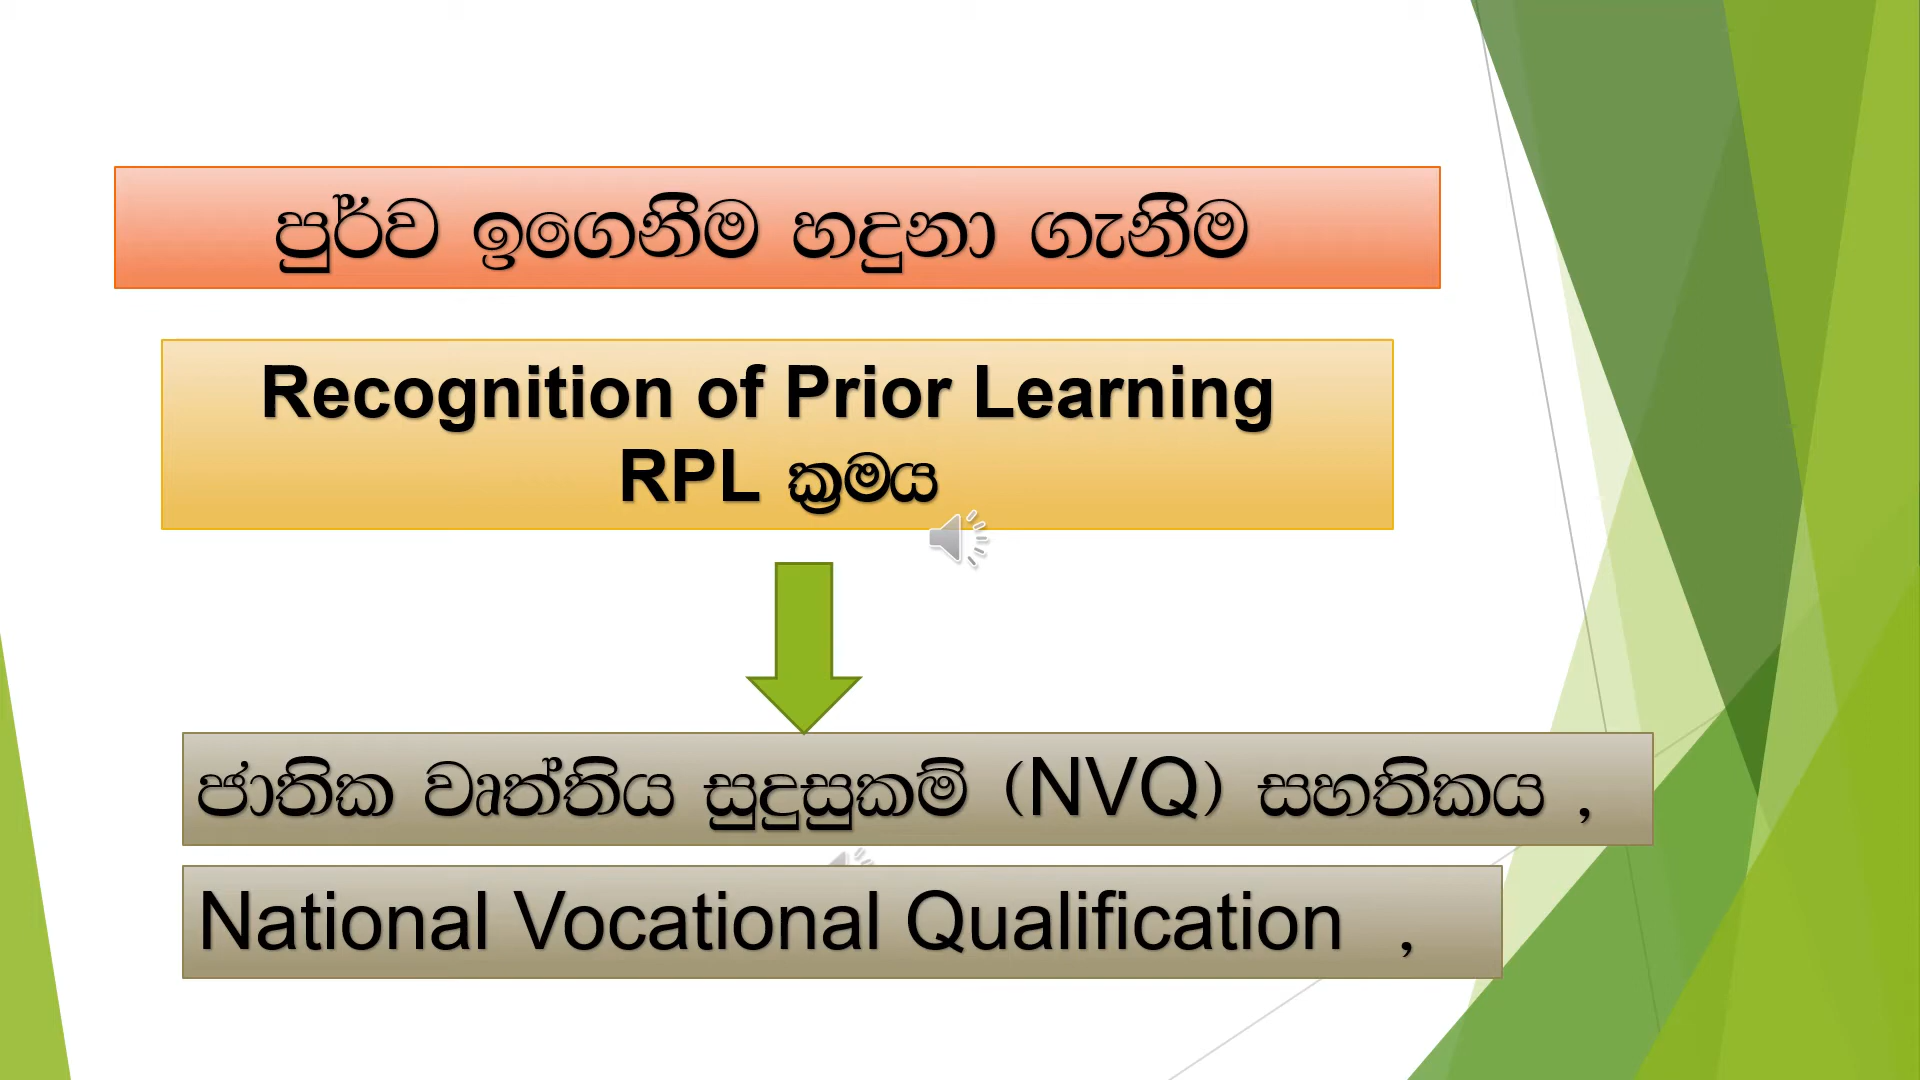 පුර්ව ඉගෙනීම හදුනා ගැනීම
Recognition of Prior Learning
RPL ක්‍රමය
ජාතික වෘත්තිය සුදුසුකම් (NVQ) සහතිකය ,
National Vocational Qualification ,